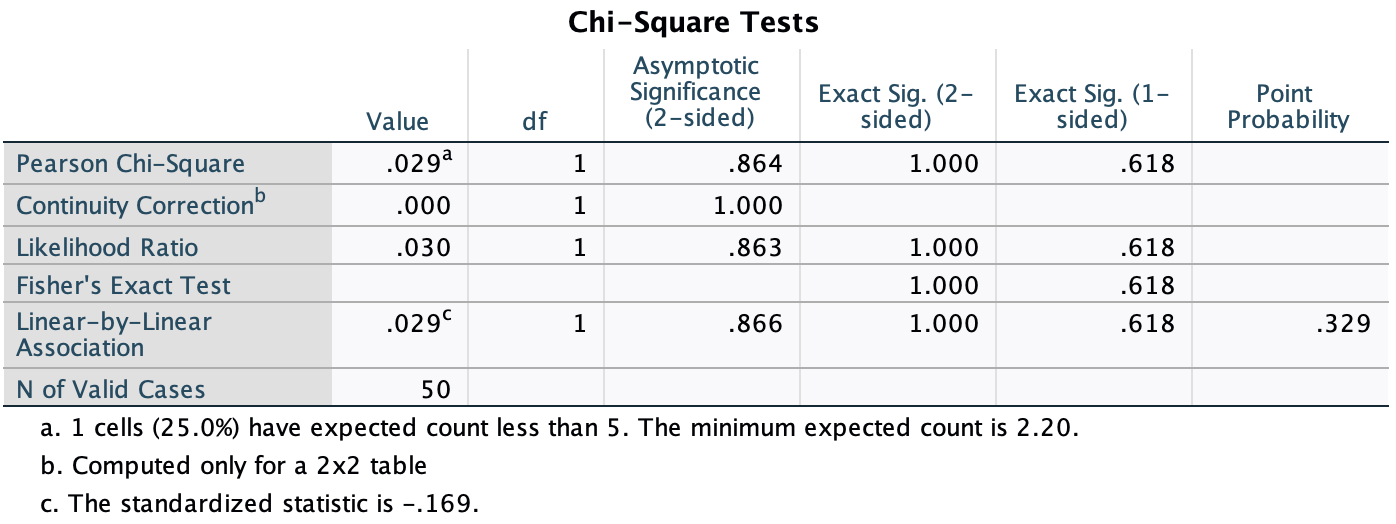 Chi-Square Tests
Value df Asymptotic Significance (2-sided) Exact Sig. (2-sided) Exact Sig. (1-sided) Point Probability
Pearson Chi-Square .029a 1 .864 1.000 .618
Continuity Correctionb .000 1 1.000
Likelihood Ratio .030 1 .863 1.000 .618
Fisher's Exact Test 1.000 .618
Linear-by-Linear Association .029c 1 .866 1.000 .618 .329
N of Valid Cases 50
a. 1 cells (25.0%) have expected count less than 5. The minimum expected count is 2.20.
b. Computed only for a 2x2 table
c. The standardized statistic is -.169.